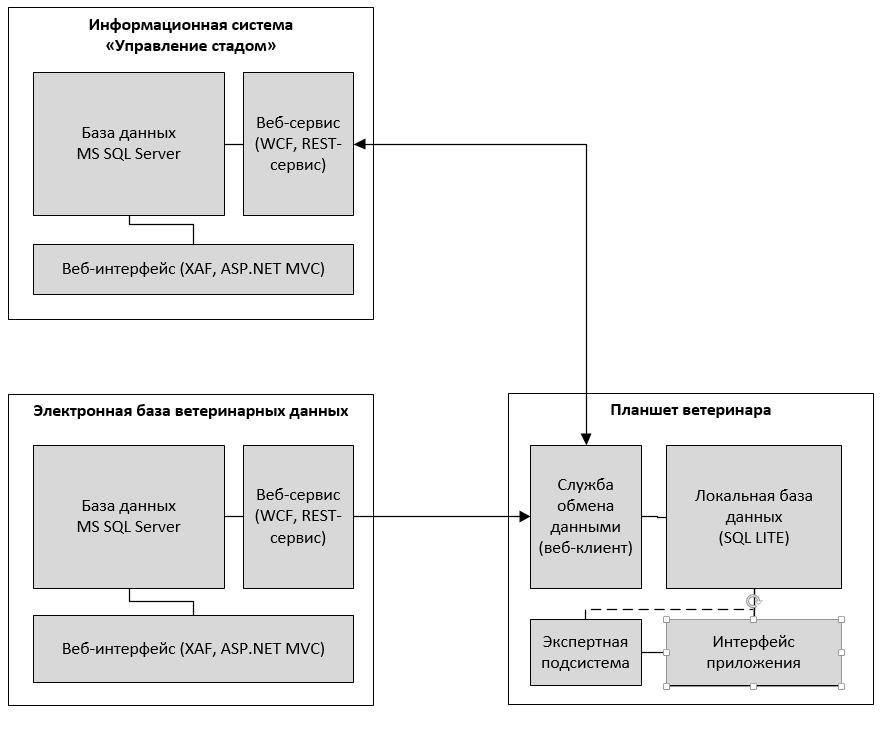 Информационная система
«Управление стадом»
База данных
MS SQL Server
Веб-сервис
(WCF, REST-
сервис)
Веб-интерфейс (XAF, ASP.NET MVC)
Электронная база ветеринарных данных
База данных
MS SQL Server
Веб-сервис
(WCF, REST-
сервис)
Веб-интерфейс (XAF, ASP.NET MVC)
Планшет ветеринара
Служба
обмена
данными
(веб-клиент)
Локальная база
данных
(SQL LITE)
Экспертная
подсистема
Интерфейс
приложения